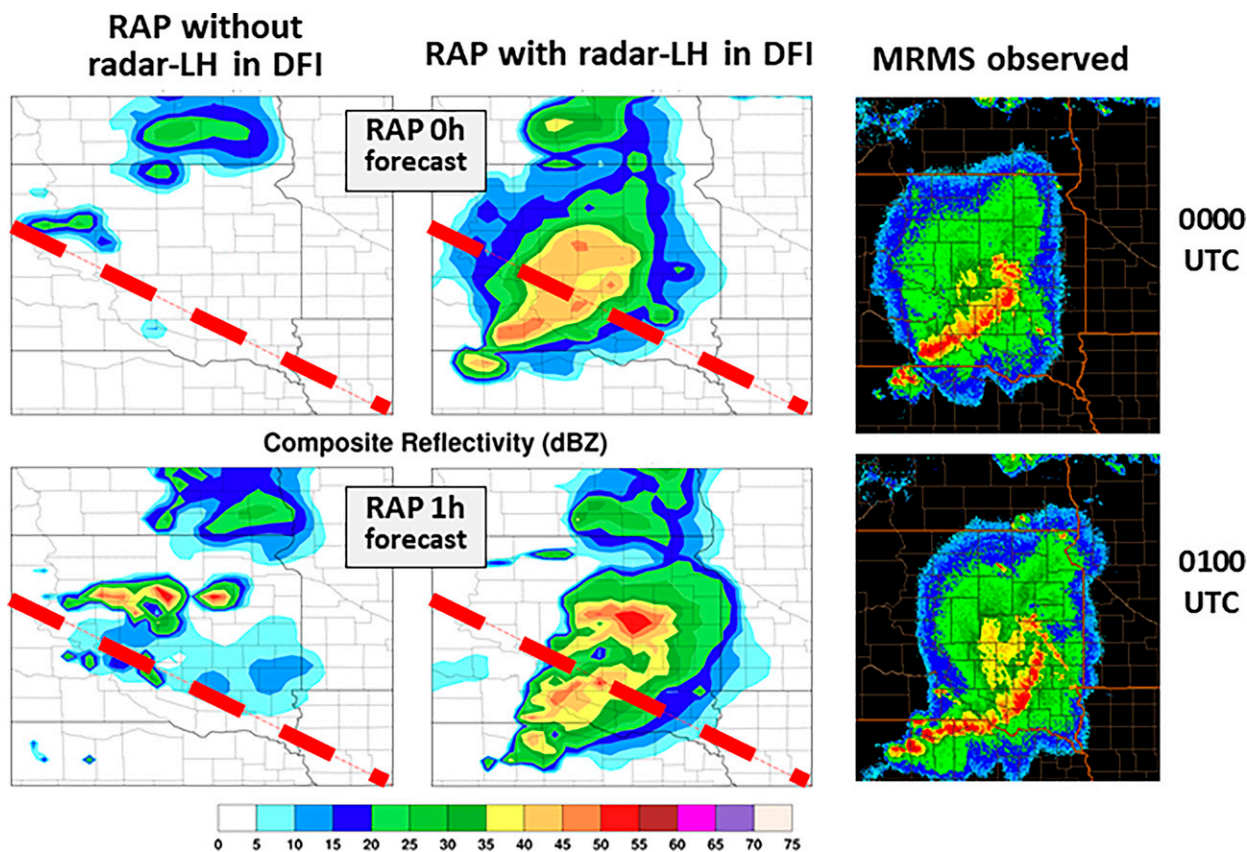 RAP without
radar-LH in DFI
RAP with radar-LH in DFI
MRMS observed
RAP 0h
forecast
0000
UTC
Composite Reflectivity (dBZ)
RAP 1h
forecast
0100
UTC
0 5 10 15 20 25 30 35 40 45 50 55 60 65 70 75